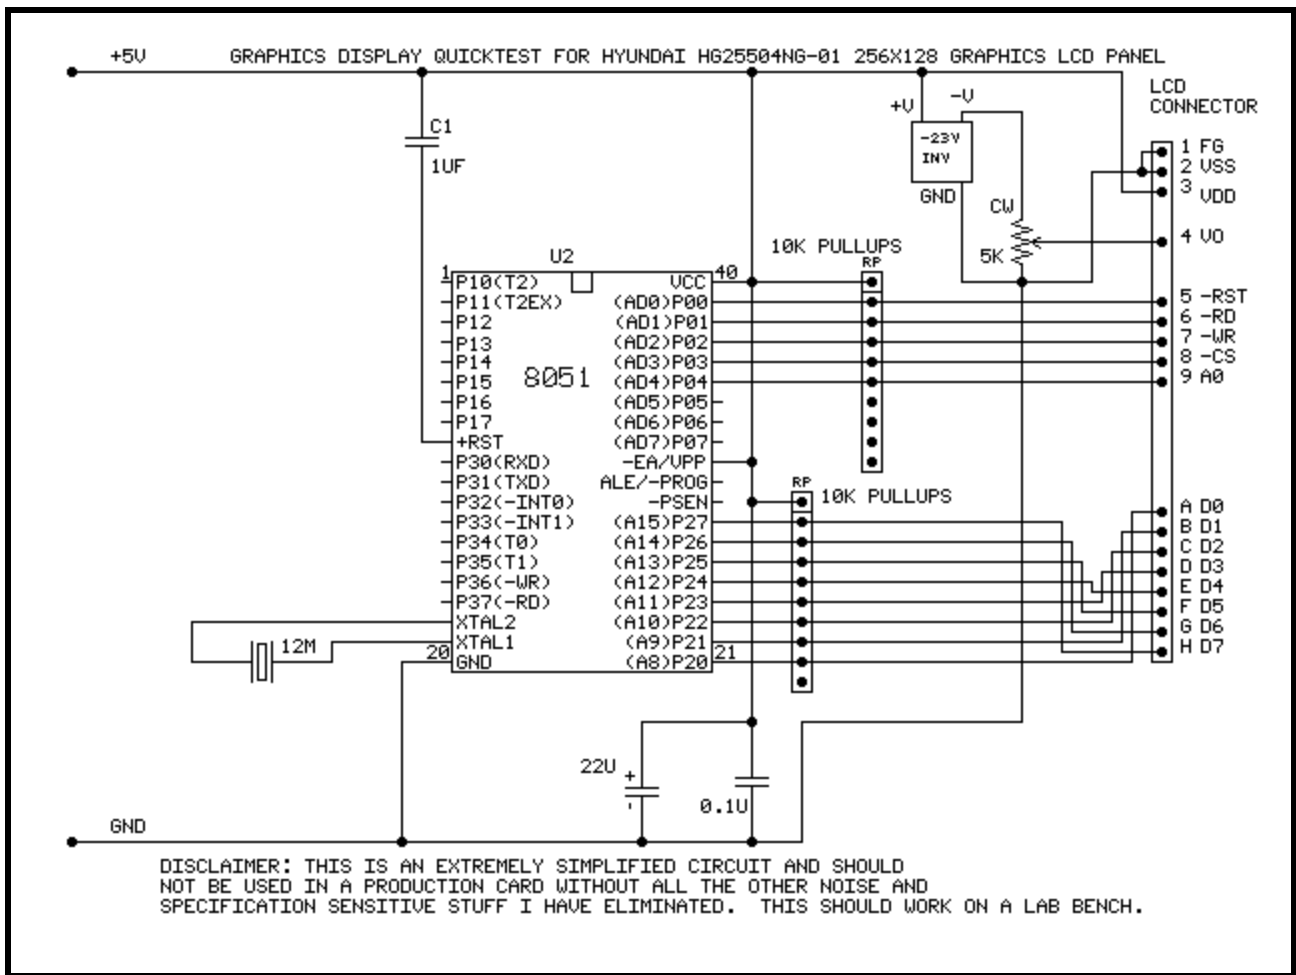 +5V
GRAPHICS DISPLAY QUICKTEST FOR HYUNDAI HG25504NG-01 256X128 GRAPHICS LCD PANEL
LCD
CONNECTOR
+V
-V
-23V
INV
GND
C1
1UF
CW
5K
1 FG
2 VSS
3 VDD
4 VO
5 -RST
6 -RD
7 -WR
8 -CS
9 A0
10K PULLUPS
RP
U2
8051
1
40
P10(T2)
VCC
P11(T2EX)
(AD0)P00
P12
(AD1)P01
P13
(AD2)P02
P14
(AD3)P03
P15
(AD4)P04
P16
(AD5)P05
P17
(AD6)P06
+RST
(AD7)P07
P30(RXD)
-EA/VPP
P31(TXD)
ALE/-PROG
P32(-INT0)
-PSEN
P33(-INT1)
(A15)P27
P34(T0)
(A14)P26
P35(T1)
(A13)P25
P36(-WR)
(A12)P24
P37(-RD)
(A11)P23
XTAL2
(A10)P22
XTAL1
(A9)P21
20
21
GND
(A8)P20
RP
10K PULLUPS
A D0
B D1
C D2
D D3
E D4
F D5
G D6
H D7
12M
22U
+
-
0.1U
GND
DISCLAIMER: THIS IS AN EXTREMELY SIMPLIFIED CIRCUIT AND SHOULD
NOT BE USED IN A PRODUCTION CARD WITHOUT ALL THE OTHER NOISE AND
SPECIFICATION SENSITIVE STUFF I HAVE ELIMINATED.  THIS SHOULD WORK ON A LAB BENCH.